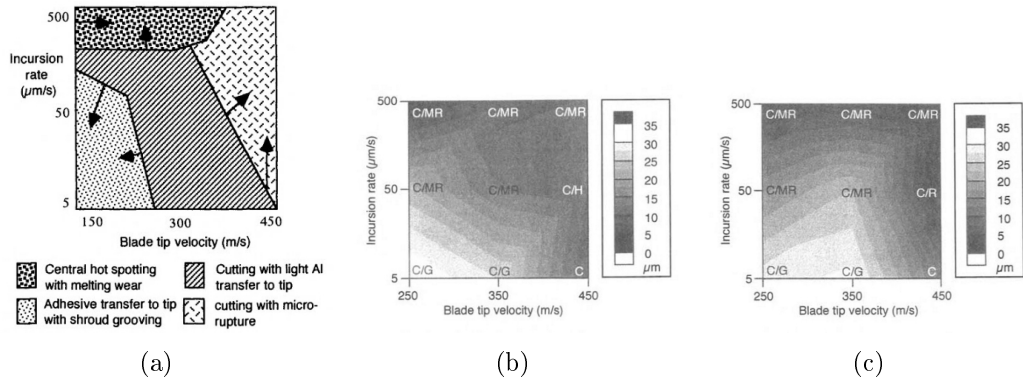 500
Incursion
rate
(µm/s)
50
5
150
300
450
Blade tip velocity (m/s)
Central hot spotting
with melting wear
Cutting with light Al
transfer to tip
Adhesive transfer to tip
with shroud grooving
cutting with micro-
rupture
(a)
500
Incursion rate (µm/s)
50
5
C/MR
C/MR
C/MR
C/MR
C/MR
C/H
C/G
C/G
C
250
350
450
Blade tip velocity (m/s)
35
30
25
20
15
10
5
0
µm
(b)
500
Incursion rate (µm/s)
50
5
C/MR
C/MR
C/MR
C/MR
C/MR
C/R
C/G
C/G
C
250
350
450
Blade tip velocity (m/s)
35
30
25
20
15
10
5
0
µm
(c)